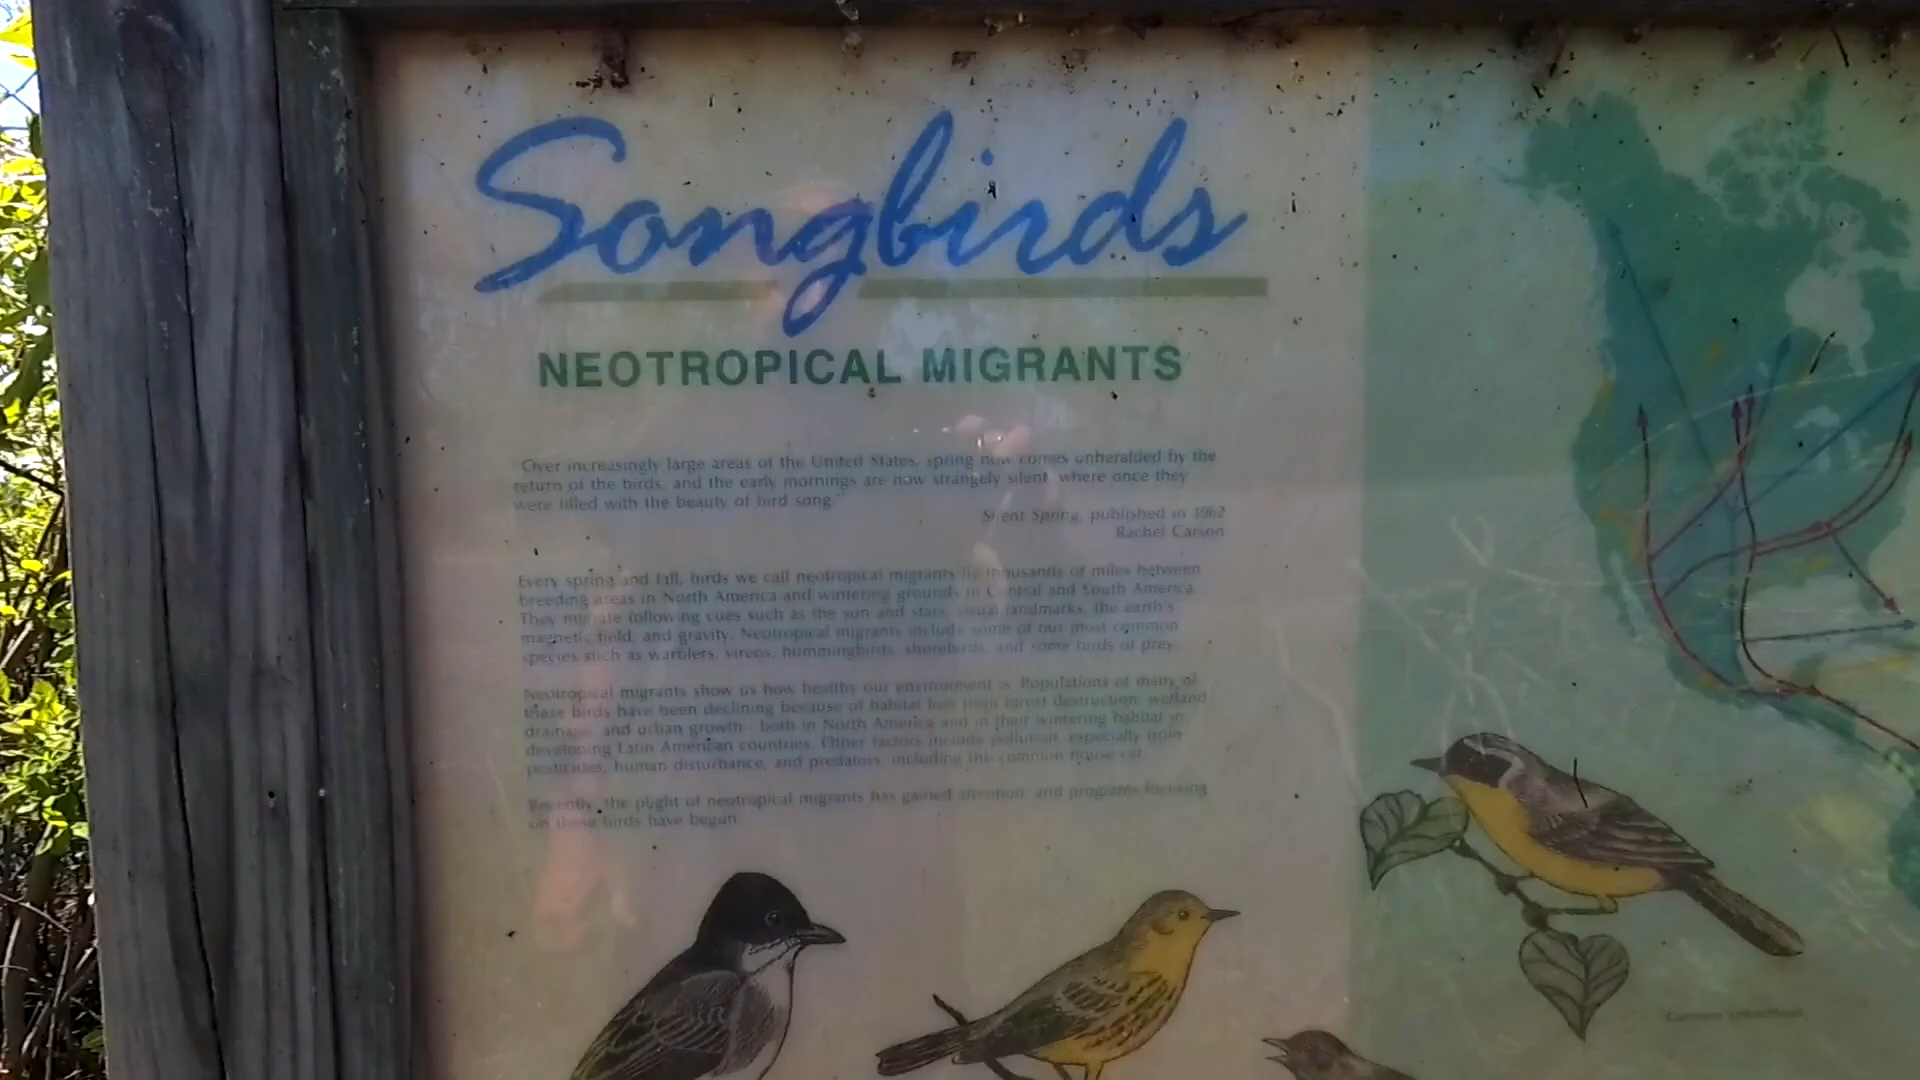 Songbirds
NEOTROPICAL MIGRANTS
"Over increasingly large areas of the United States, spring now comes unheralded by the
return of the birds, and the early mornings are now strangely silent where once they
were filled with the beauty of bird song."
Silent Spring, published in 1962
Rachel Carson
Every spring and fall, birds we call neotropical migrants fly thousands of miles between
breeding areas in North America and wintering grounds in Central and South America.
They migrate following cues such as the sun and stars, visual landmarks, the earth's
magnetic field, and gravity. Neotropical migrants include some of our most common
species such as warblers, vireos, hummingbirds, shorebirds, and some birds of prey.
Neotropical migrants show us how healthy our environment is. Populations of many of
these birds have been declining because of habitat loss from forest destruction, wetland
drainage, and urban growth - both in North America and in their wintering habitat in
developing Latin American countries. Other factors include pollution, especially from
pesticides, human disturbance, and predators, including the common house cat.
Recently, the plight of neotropical migrants has gained attention, and programs focusing
on these birds have begun.
Common Yellowthroat